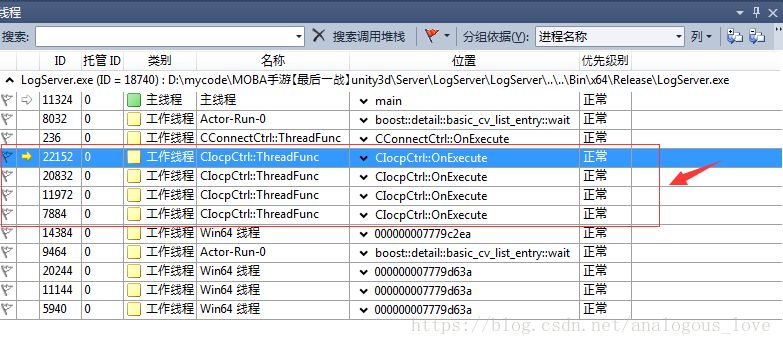 线程
搜索: 搜索调用堆栈 分组依据(Y): 进程名称 列
ID 托管 ID 类别 名称 位置 优先级别
LogServer.exe (ID = 18740) : D:\mycode\MOBA手游【最后一战】unity3d\Server\LogServer\LogServer\..\..\Bin\x64\Release\LogServer.exe
11324 0 主线程 主线程 main 正常
8032 0 工作线程 Actor-Run-0 boost::detail::basic_cv_list_entry::wait 正常
236 0 工作线程 CConnectCtrl::ThreadFunc CConnectCtrl::OnExecute 正常
22152 0 工作线程 CIocpCtrl::ThreadFunc CIocpCtrl::OnExecute 正常
20832 0 工作线程 CIocpCtrl::ThreadFunc CIocpCtrl::OnExecute 正常
11972 0 工作线程 CIocpCtrl::ThreadFunc CIocpCtrl::OnExecute 正常
7884 0 工作线程 CIocpCtrl::ThreadFunc CIocpCtrl::OnExecute 正常
14384 0 工作线程 Win64 线程 000000007779c2ea 正常
9464 0 工作线程 Actor-Run-0 boost::detail::basic_cv_list_entry::wait 正常
20244 0 工作线程 Win64 线程 000000007779d63a 正常
11144 0 工作线程 Win64 线程 000000007779d63a 正常
5940 0 工作线程 Win64 线程 000000007779d63a 正常
https://blog.csdn.net/analogous_love